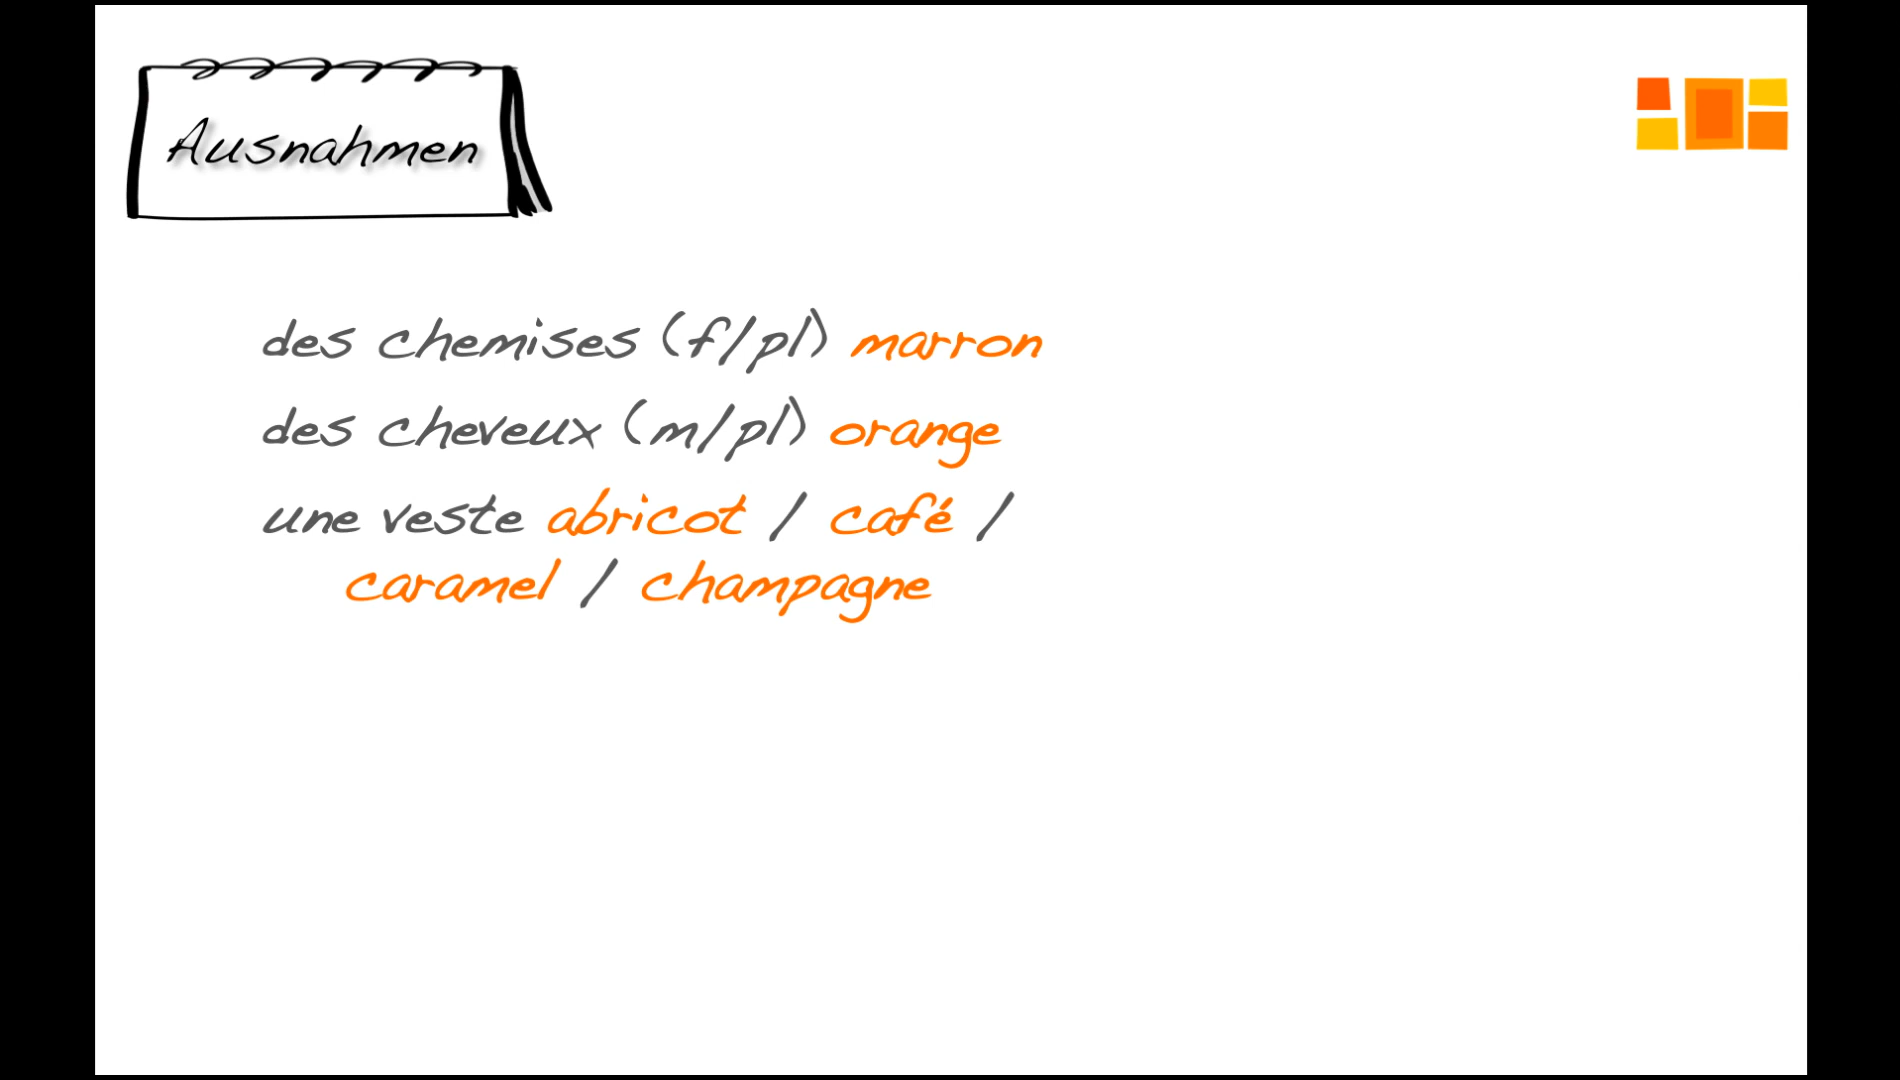 Ausnahmen
des chemises (f/pl) marron
des cheveux (m/pl) orange
une veste abricot / café /
caramel / champagne